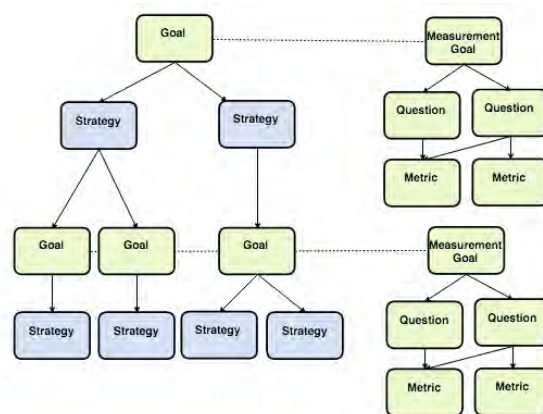 Goal
Measurement
Goal
Strategy
Strategy
Question
Question
Metric
Metric
Goal
Goal
Goal
Measurement
Goal
Strategy
Strategy
Strategy
Strategy
Question
Question
Metric
Metric